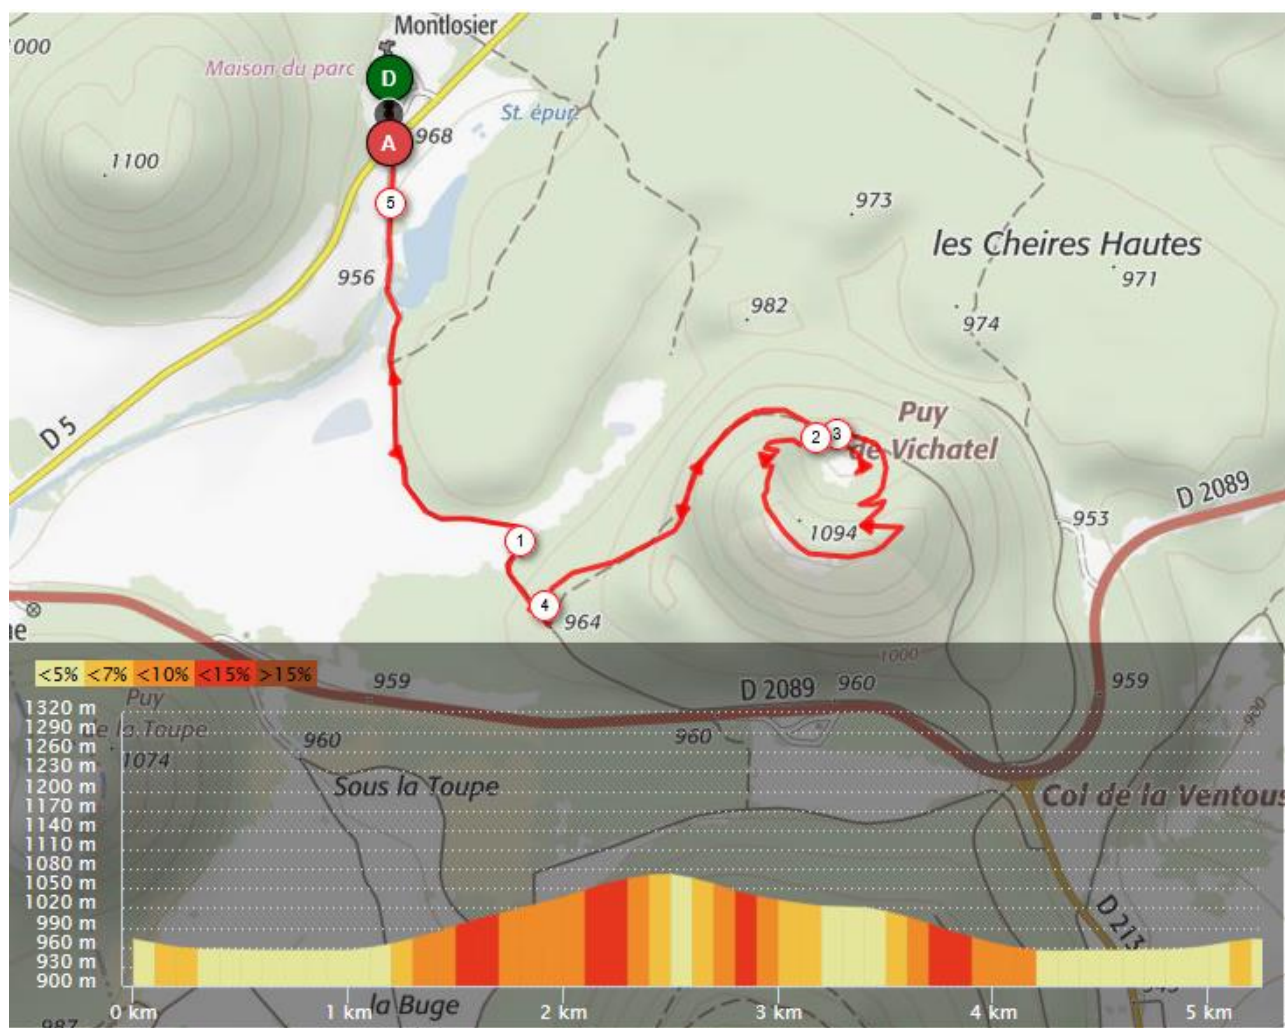 Montlosier
1000
Maison du parc
D
A
968
St. épur.
1100
5
973
les Cheires Hautes
971
956
982
974
D 5
Puy
de Vichatel
2
3
D 2089
1094
953
1
4
964
ne
1000
<5% <7% <10% <15% >15%
959
D 2089
960
959
900
Puy
de la Toupe
1074
960
960
Sous la Toupe
Col de la Ventous
D 213
1320 m
1290 m
1260 m
1230 m
1200 m
1170 m
1140 m
1110 m
1080 m
1050 m
1020 m
990 m
960 m
930 m
900 m
0 km
1 km
2 km
3 km
4 km
5 km
la Buge
987